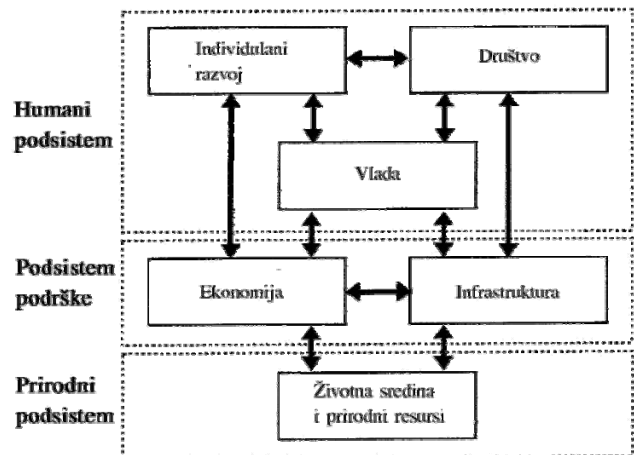 Humani
podsistem
Individulani
razvoj
Društvo
Vlada
Podsistem
podrške
Ekonomija
Infrastruktura
Prirodni
podsistem
Životna sredina
i prirodni resursi